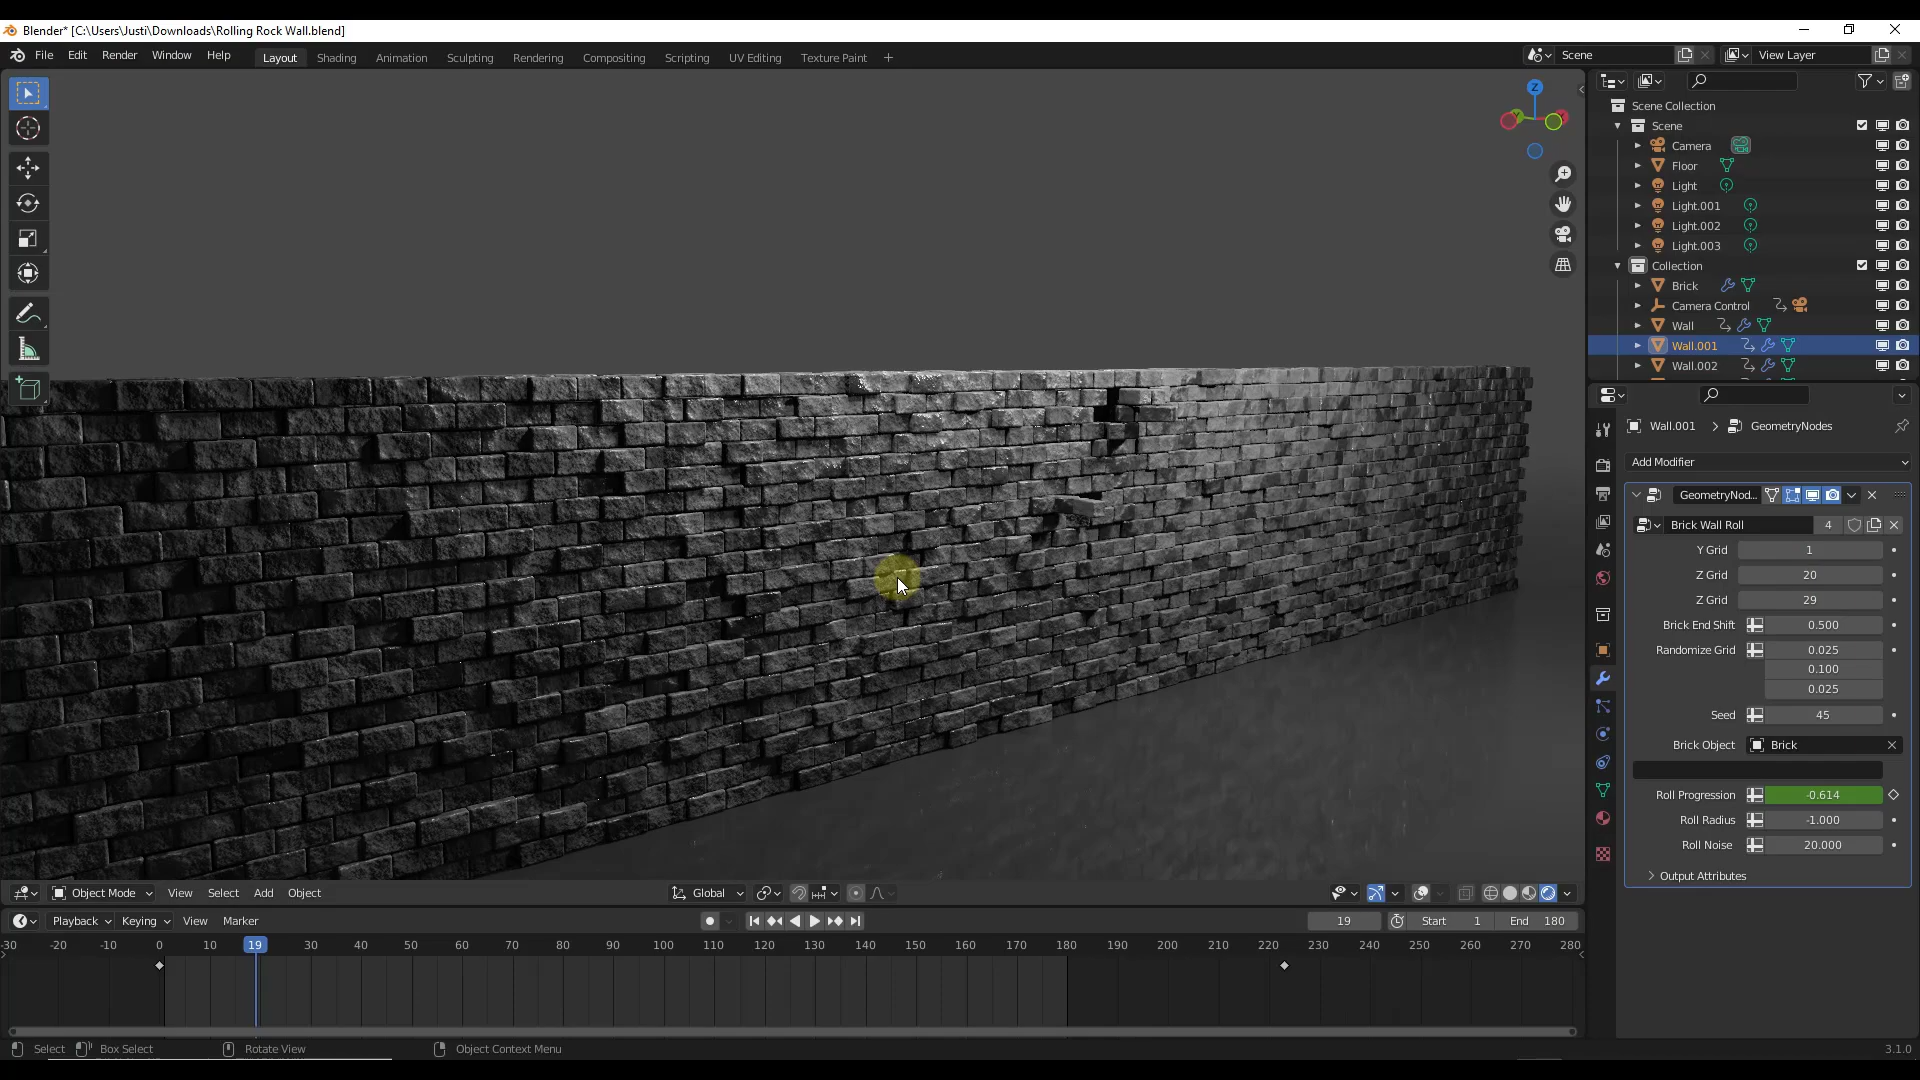 Blender* [C:\Users\Justi\Downloads\Rolling Rock Wall.blend]
File Edit Render Window Help Layout Shading Animation Sculpting Rendering Compositing Scripting UV Editing Texture Paint + Scene View Layer
Z
Scene Collection
Scene
Camera
Floor
Light
Light.001
Light.002
Light.003
Collection
Brick
Camera Control
Wall
Wall.001
Wall.002
Wall.001 > GeometryNodes
Add Modifier
GeometryNod...
Brick Wall Roll 4
Y Grid 1
Z Grid 20
Z Grid 29
Brick End Shift 0.500
Randomize Grid 0.025
0.100
0.025
Seed 45
Brick Object Brick
Roll Progression -0.614
Roll Radius -1.000
Roll Noise 20.000
Output Attributes
Object Mode View Select Add Object Global
Playback Keying View Marker 19 Start 1 End 180
-30 -20 -10 0 10 19 30 40 50 60 70 80 90 100 110 120 130 140 150 160 170 180 190 200 210 220 230 240 250 260 270 280
Select Box Select Rotate View Object Context Menu 3.1.0